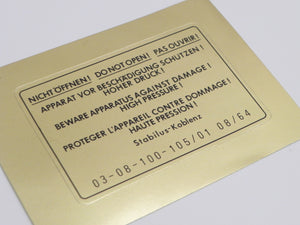 NICHT ÖFFNEN! DO NOT OPEN! PAS OUVRIR!
APPARAT VOR BESCHÄDIGUNG SCHÜTZEN!
HOHER DRUCK!
BEWARE APPARATUS AGAINST DAMAGE!
HIGH PRESSURE!
PROTEGER L'APPAREIL CONTRE DOMMAGE!
HAUTE PRESSION!
Stabilus-Koblenz
03-08-100-105/01 08/64